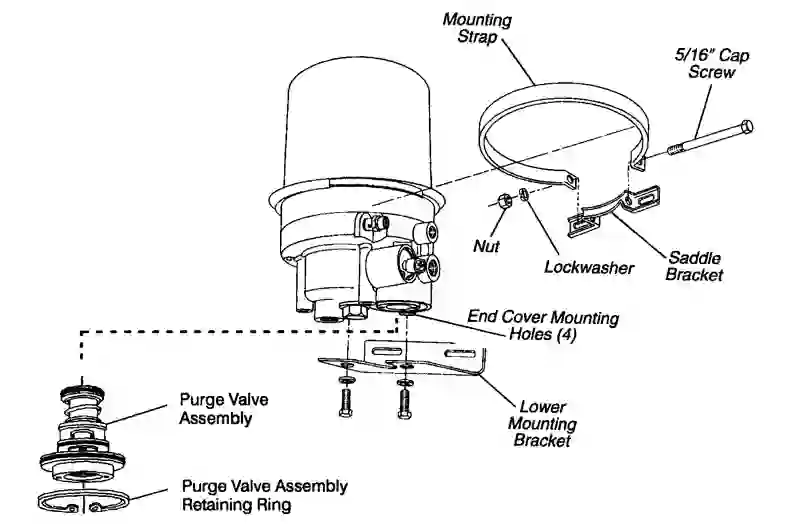 Mounting
Strap
5/16" Cap
Screw
Nut
Lockwasher
Saddle
Bracket
End Cover Mounting
Holes (4)
Purge Valve
Assembly
Lower
Mounting
Bracket
Purge Valve Assembly
Retaining Ring